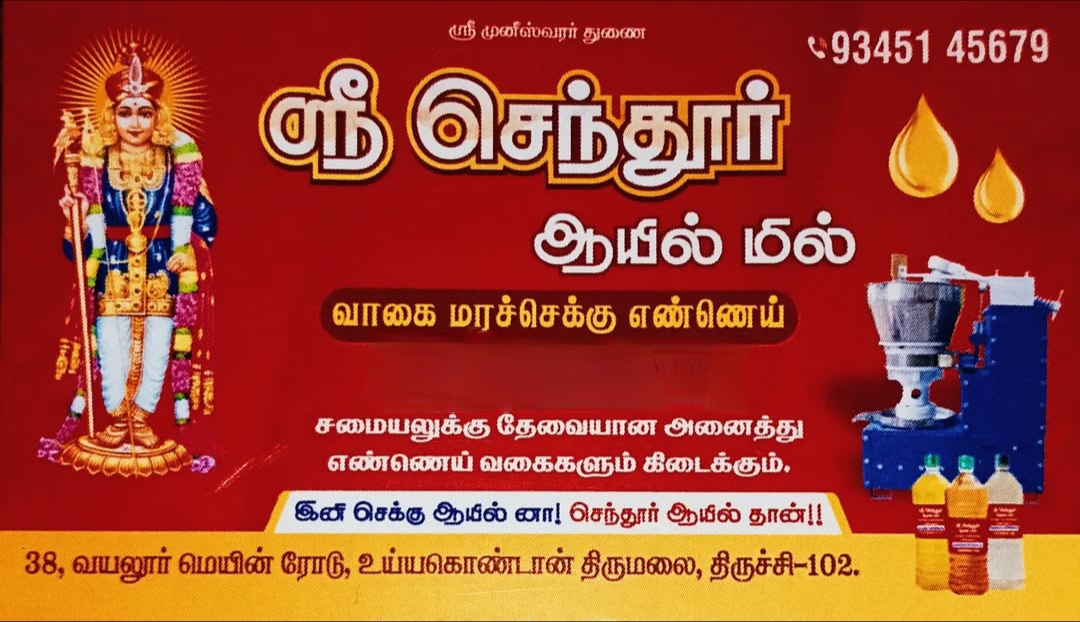 ஸ்ரீ முனீஸ்வரர் துணை
93451 45679
ஸ்ரீ செந்தூர்
ஆயில் மில்
வாகை மரச்செக்கு எண்ணெய்
சமையலுக்கு தேவையான அனைத்து
எண்ணெய் வகைகளும் கிடைக்கும்.
இனி செக்கு ஆயில் னா! செந்தூர் ஆயில் தான்!!
38, வயலூர் மெயின் ரோடு, உய்யகொண்டான் திருமலை, திருச்சி-102.